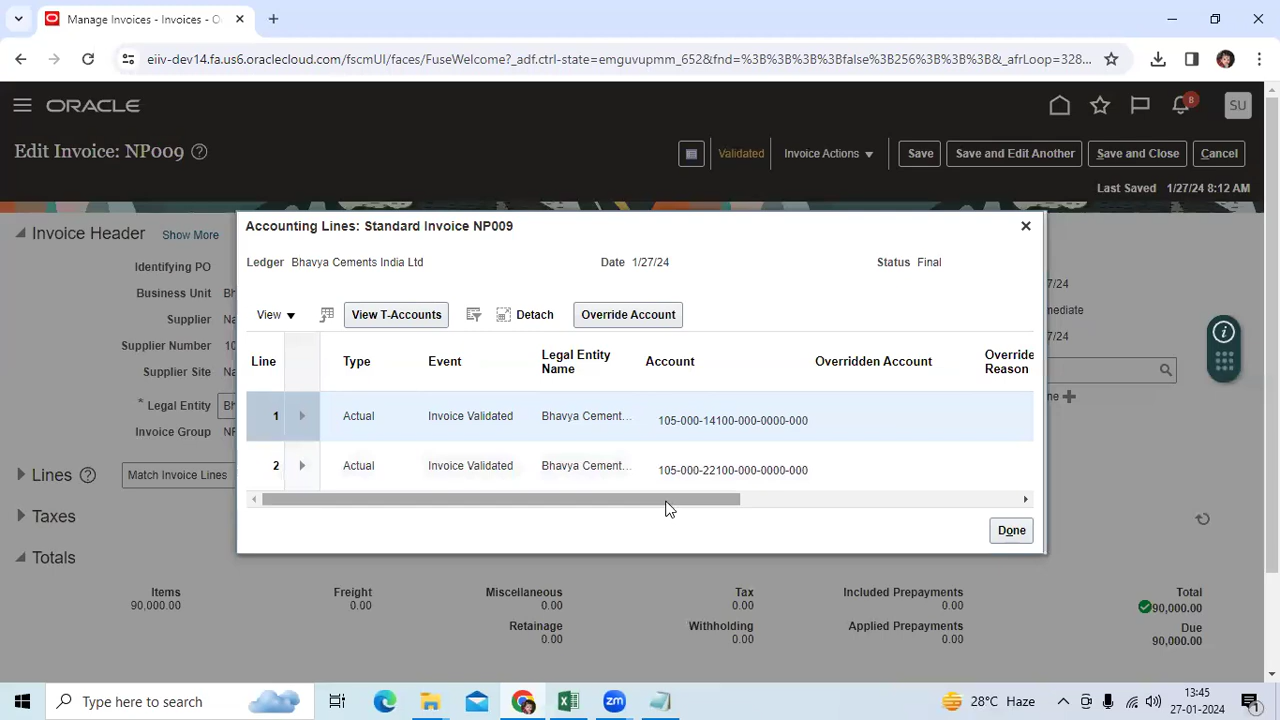 Manage Invoices - Invoices - O
eiiv-dev14.fa.us6.oraclecloud.com/fscmUI/faces/FuseWelcome?_adf.ctrl-state=emguvupmm_652&fnd=%3B%3B%3B%3Bfalse%3B256%3B%3B%3B&_afrLoop=328...
ORACLE
8
SU
Edit Invoice: NP009
Validated
Invoice Actions
Save
Save and Edit Another
Save and Close
Cancel
Last Saved 1/27/24 8:12 AM
Invoice Header Show More
Identifying PO
Business Unit
Supplier
Supplier Number 10
Supplier Site
* Legal Entity
Invoice Group
/27/24
mediate
/27/24
Lines
Match Invoice Lines
Taxes
Totals
Accounting Lines: Standard Invoice NP009
Ledger Bhavya Cements India Ltd Date 1/27/24 Status Final
View View T-Accounts Detach Override Account
Line Type Event Legal Entity Name Account Overridden Account Override Reason
1 Actual Invoice Validated Bhavya Cement... 105-000-14100-000-0000-000
2 Actual Invoice Validated Bhavya Cement... 105-000-22100-000-0000-000
Done
Items Freight Miscellaneous Tax Included Prepayments Total
90,000.00 0.00 0.00 0.00 0.00 90,000.00
Retainage Withholding Applied Prepayments Due
0.00 0.00 0.00 90,000.00
Type here to search
28°C Haze
13:45
27-01-2024
1